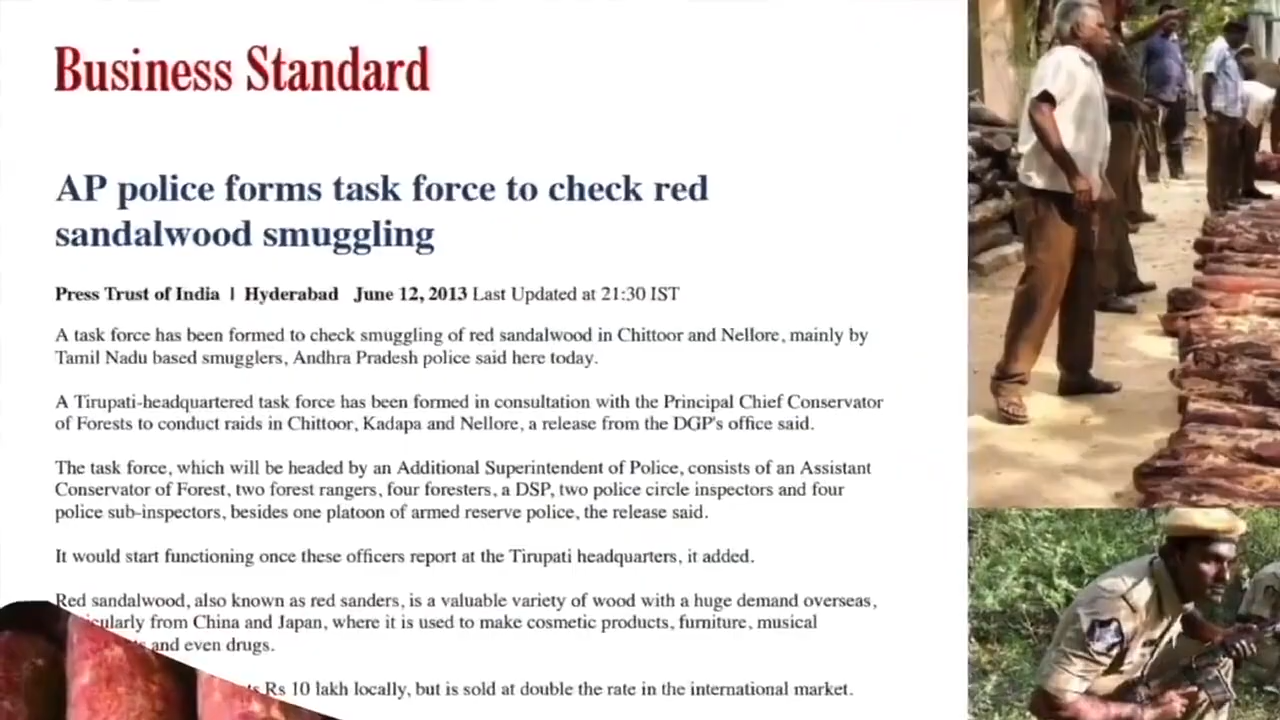 Business Standard
AP police forms task force to check red
sandalwood smuggling
Press Trust of India | Hyderabad June 12, 2013 Last Updated at 21:30 IST
A task force has been formed to check smuggling of red sandalwood in Chittoor and Nellore, mainly by
Tamil Nadu based smugglers, Andhra Pradesh police said here today.
A Tirupati-headquartered task force has been formed in consultation with the Principal Chief Conservator
of Forests to conduct raids in Chittoor, Kadapa and Nellore, a release from the DGP's office said.
The task force, which will be headed by an Additional Superintendent of Police, consists of an Assistant
Conservator of Forest, two forest rangers, four foresters, a DSP, two police circle inspectors and four
police sub-inspectors, besides one platoon of armed reserve police, the release said.
It would start functioning once these officers report at the Tirupati headquarters, it added.
Red sandalwood, also known as red sanders, is a valuable variety of wood with a huge demand overseas,
from China and Japan, where it is used to make cosmetic products, furniture, musical
and even drugs.
Rs 10 lakh locally, but is sold at double the rate in the international market.